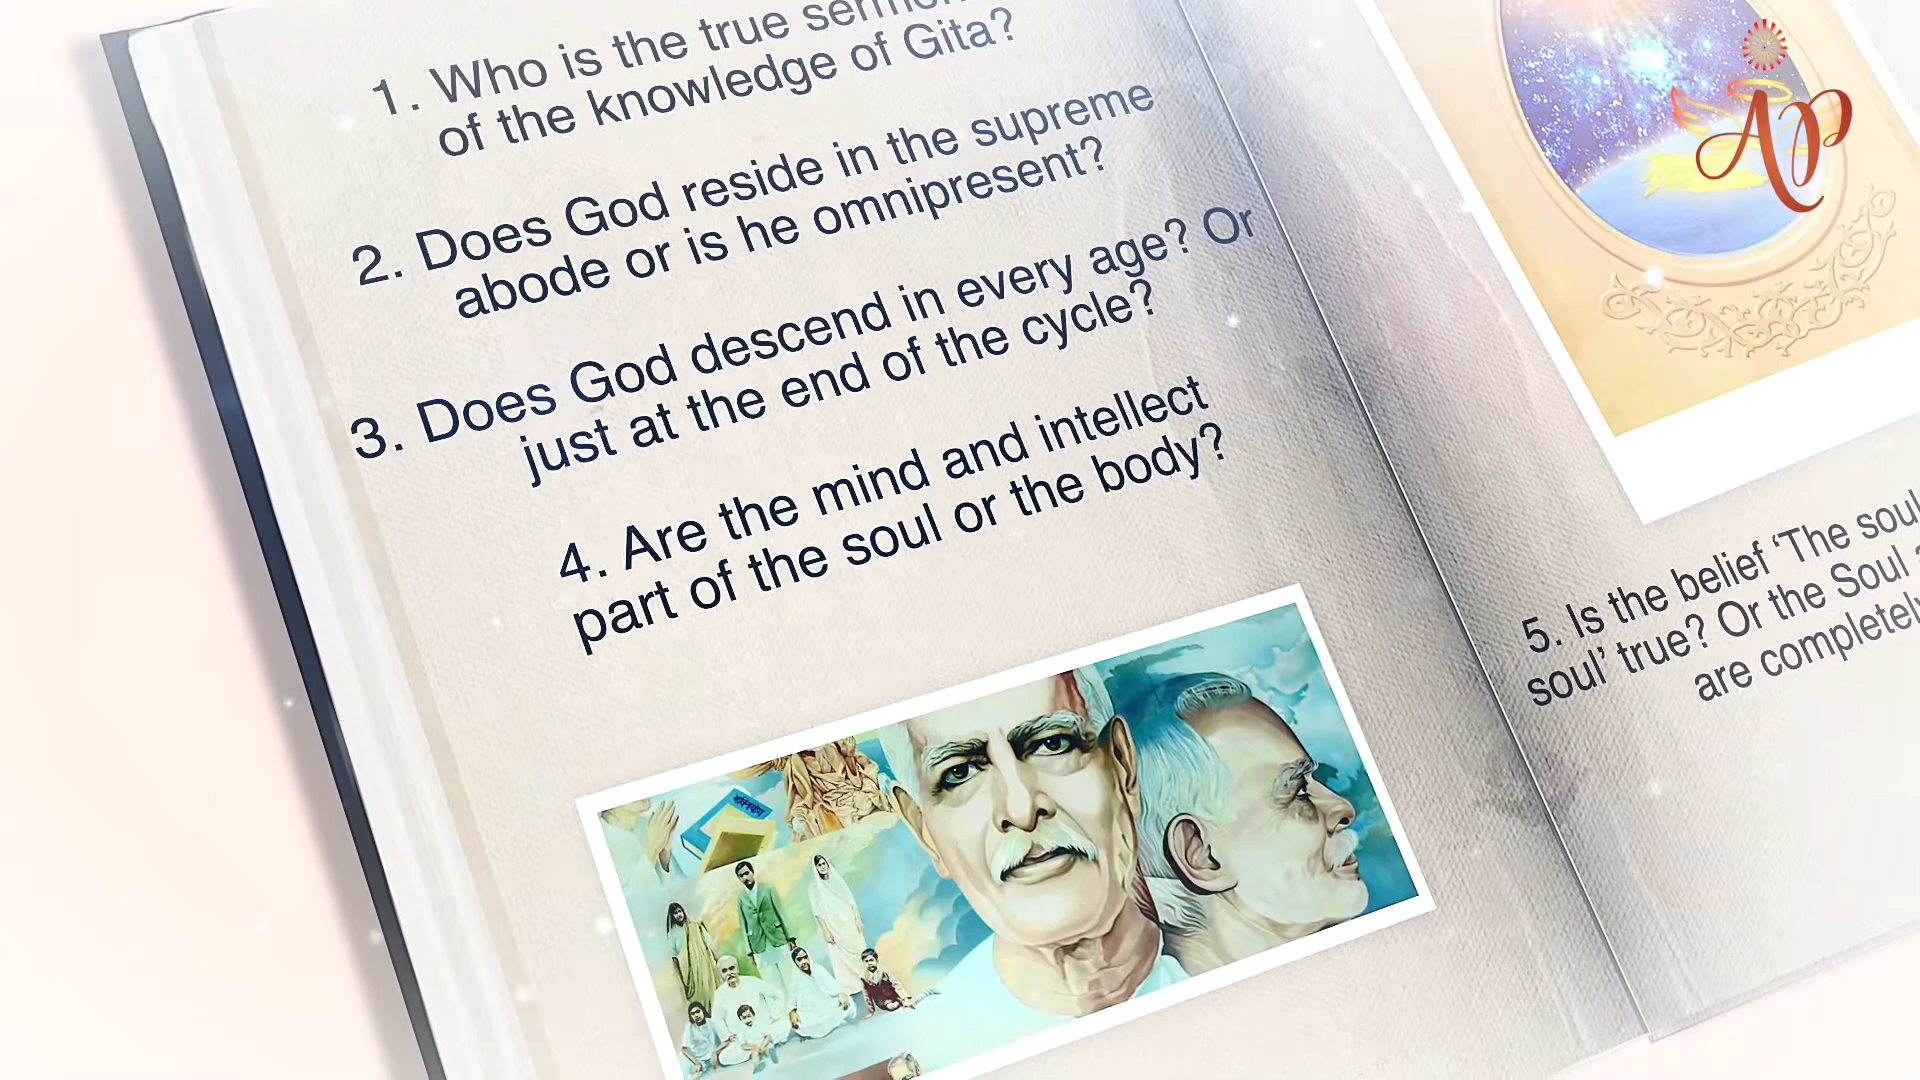 1. Who is the true
of the knowledge of Gita?
2. Does God reside in the supreme
abode or is he omnipresent?
3. Does God descend in every age? Or
just at the end of the cycle?
4. Are the mind and intellect
part of the soul or the body?
AP
5. Is the belief ‘The soul
soul’ true? Or the Soul
are